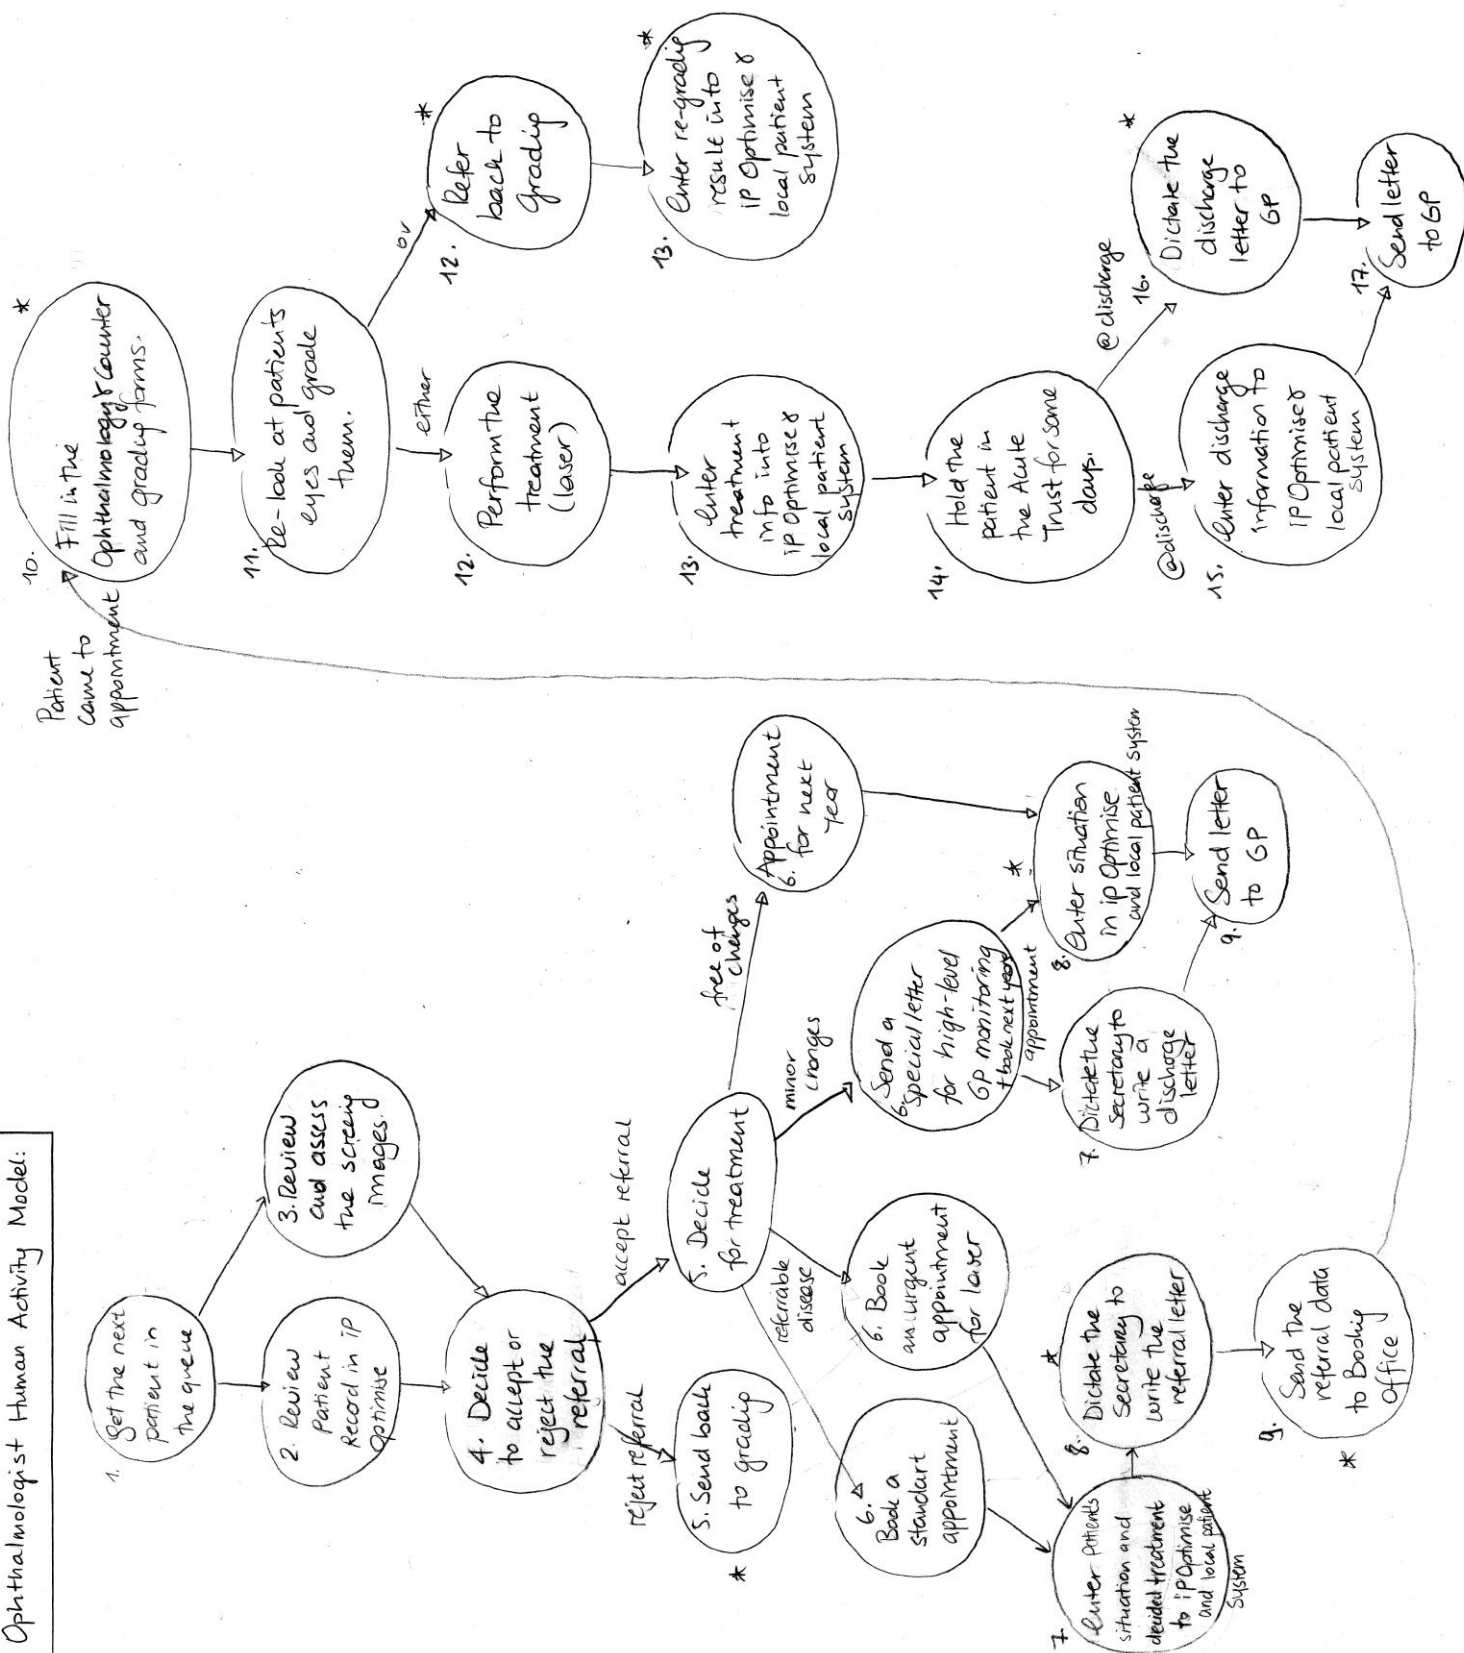 Ophthalmologist Human Activity Model:
1.
Get the next
patient in
the queue
2. Review
Patient
Record in iP
Optimise
3. Review
and assess
the screeing
images.
4. Decide
to accept or
reject the
referral
reject referral
accept referral
5. Send back
to grading
*
5. Decide
for treatment
referrable
disease
minor
changes
free of
changes
6.
Book a
standart
appointment
6. Book
an urgent
appointment
for laser
6. Send a
special letter
for high-level
GP monitoring
+ book next years
appointment
Appointment
6. for next
year
7.
Enter Patients
situation and
decided treatment
to iP Optimise
and local patient
system
8. *
Dictate the
Secretary to
write the
referral letter
9.
Send the
referral data
to Booking
Office
*
7. Dictate the
Secretary to
write a
discharge
letter
8. *
Enter situation
in iP Optimise
and local patient system
9.
Send letter
to GP
Patient
came to
appointment
10. *
Fill in the
Ophthalmology & Counter
and grading forms.
11.
Re-look at patients
eyes and grade
them.
either
or
12.
Perform the
treatment
(laser)
12. *
Refer
back to
Grading
13.
Enter
treatment
info into
iP Optimise &
local patient
system
13. *
Enter re-grading
result into
iP Optimise &
local patient
system
14.
Hold the
patient in
the Acute
Trust for some
days.
@discharge
@discharge
15.
Enter discharge
information to
iP Optimise &
local patient
system
16. *
Dictate the
discharge
letter to
GP
17.
Send letter
to GP